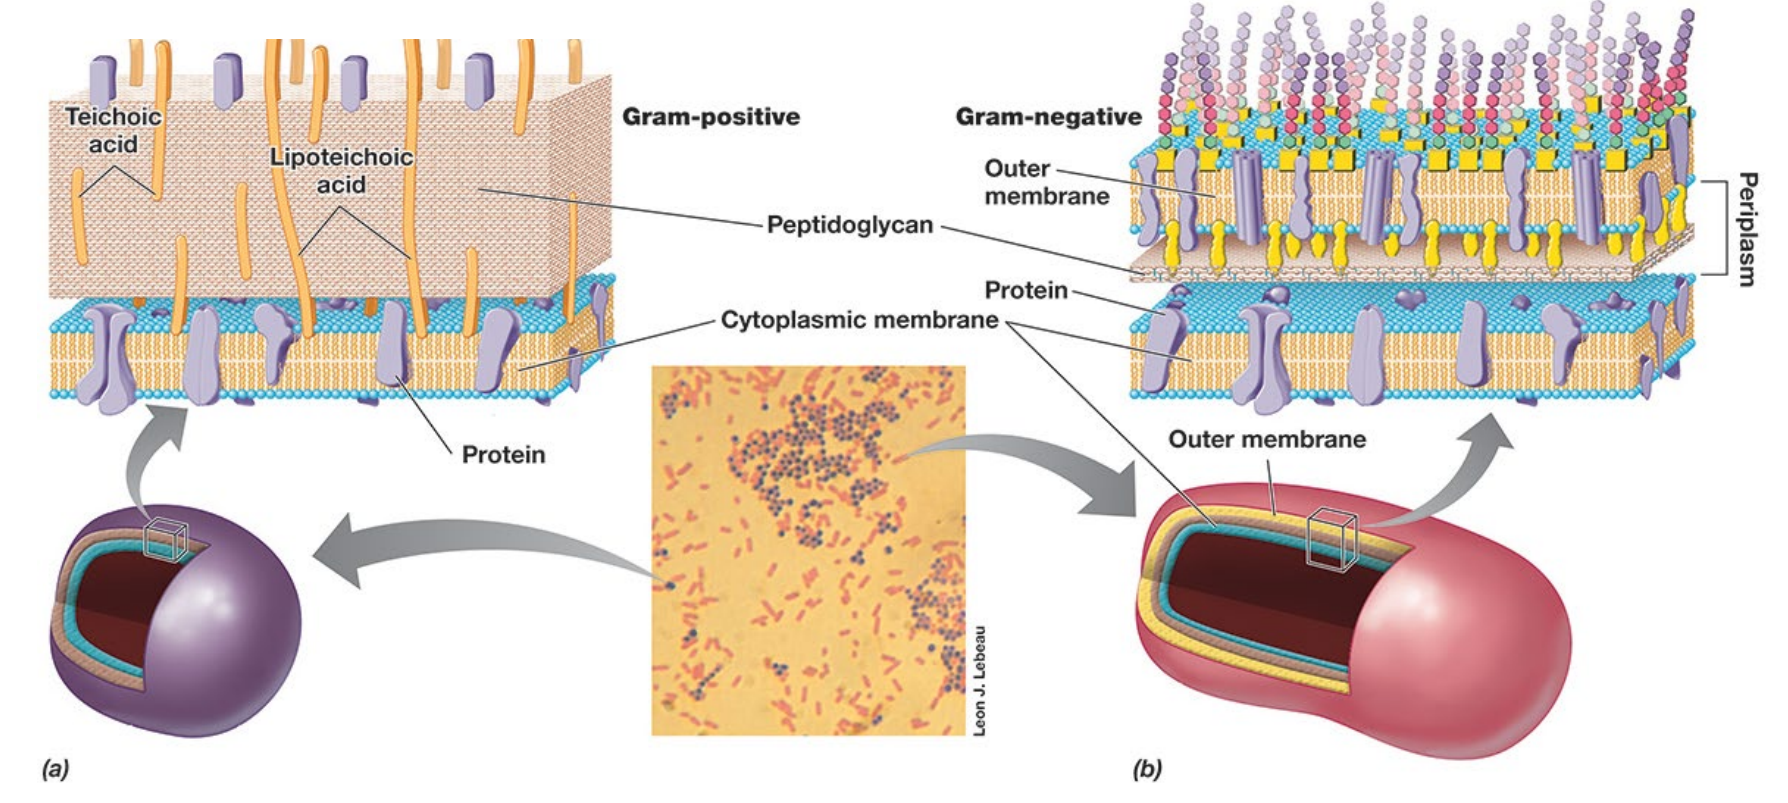 Teichoic
acid
Lipoteichoic
acid
Gram-positive
Peptidoglycan
Cytoplasmic membrane
Protein
Gram-negative
Outer
membrane
Protein
Periplasm
Outer membrane
Leon J. Lebeau
(a)
(b)